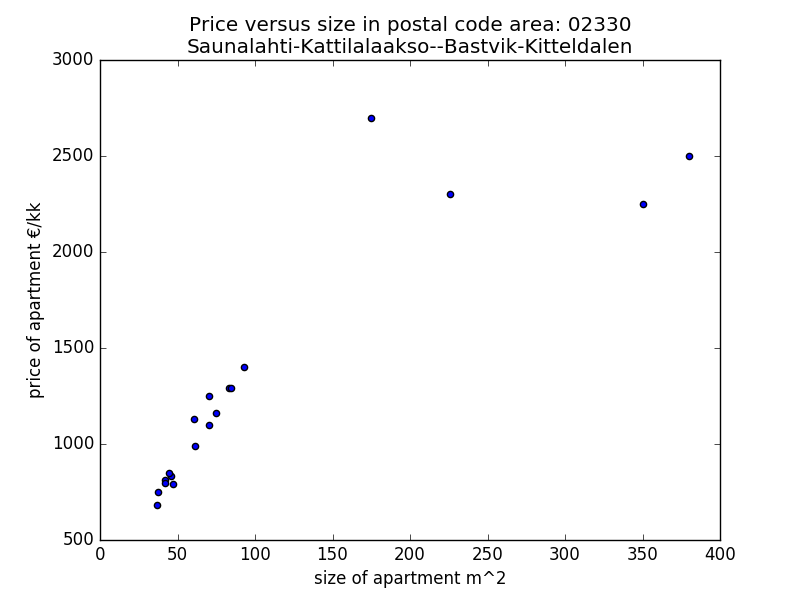 Price versus size in postal code area: 02330
Saunalahti-Kattilalaakso--Bastvik-Kitteldalen
3000
2500
2000
1500
1000
500
price of apartment €/kk
0 50 100 150 200 250 300 350 400
size of apartment m^2